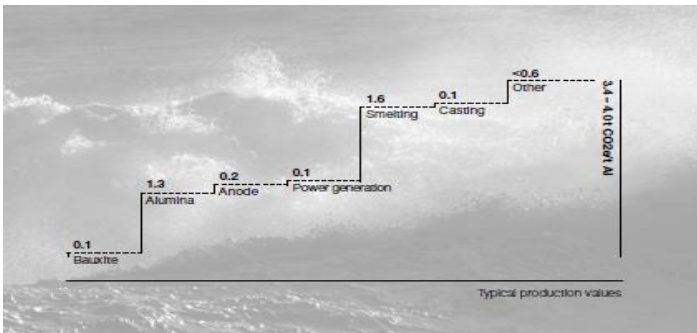 0.1
Bauxite
1.3
Alumina
0.2
Anode
0.1
Power generation
1.6
Smelting
0.1
Casting
<0.6
Other
3.4 – 4.0 t CO2e/t Al
Typical production values